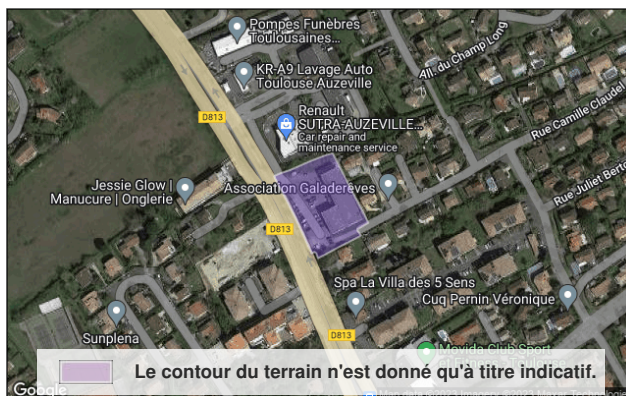 Pompes Funèbres
Toulousaines...
All. du Champ Long
KR-A9 Lavage Auto
Toulouse Auzeville
D813
Renault
SUTRA-AUZEVILLE...
Car repair and
maintenance service
Rue Camille Claudel
Jessie Glow |
Manucure | Onglerie
Association Galaderêves
Rue Juliet Berto
D813
Spa La Villa des 5 Sens
Cuq Pernin Véronique
Sunplena
D813
Movida Club Sport
Le contour du terrain n'est donné qu'à titre indicatif.
Google